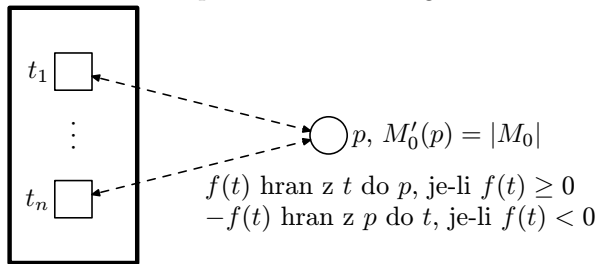 t₁
⋮
tₙ
p, M′₀(p) = |M₀|
f(t) hran z t do p, je-li f(t) ≥ 0
−f(t) hran z p do t, je-li f(t) < 0